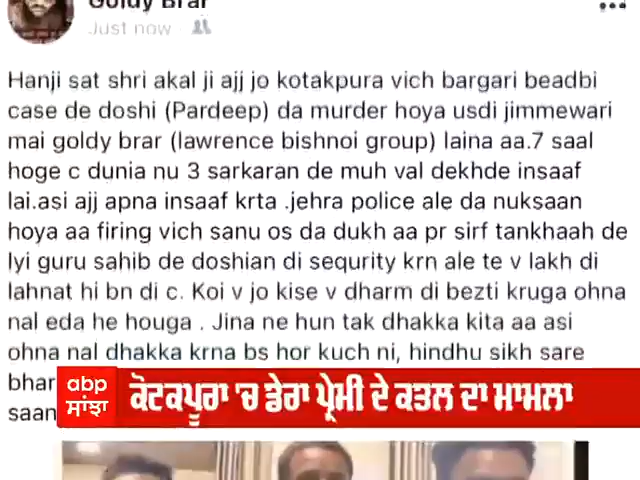 Goldy Brar
Just now
Hanji sat shri akal ji ajj jo kotakpura vich bargari beadbi
case de doshi (Pardeep) da murder hoya usdi jimmewari
mai goldy brar (lawrence bishnoi group) laina aa.7 saal
hoge c dunia nu 3 sarkaran de muh val dekhde insaaf
lai.asi ajj apna insaaf krta .jehra police ale da nuksaan
hoya aa firing vich sanu os da dukh aa pr sirf tankhaah de
lyi guru sahib de doshian di sequrity krn ale te v lakh di
lahnat hi bn di c. Koi v jo kise v dharm di bezti kruga ohna
nal eda he houga . Jina ne hun tak dhakka kita aa asi
ohna nal dhakka krna bs hor kuch ni, hindhu sikh sare
abp
ਸਾਂਝਾ
ਕੋਟਕਪੂਰਾ 'ਚ ਡੇਰਾ ਪ੍ਰੇਮੀ ਦੇ ਕਤਲ ਦਾ ਮਾਮਲਾ